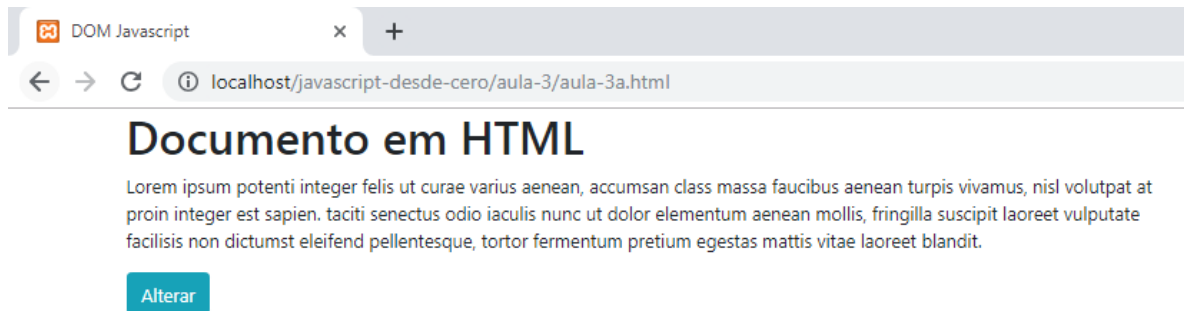 DOM Javascript
localhost/javascript-desde-cero/aula-3/aula-3a.html
Documento em HTML
Lorem ipsum potenti integer felis ut curae varius aenean, accumsan class massa faucibus aenean turpis vivamus, nisl volutpat at
proin integer est sapien. taciti senectus odio iaculis nunc ut dolor elementum aenean mollis, fringilla suscipit laoreet vulputate
facilisis non dictumst eleifend pellentesque, tortor fermentum pretium egestas mattis vitae laoreet blandit.
Alterar